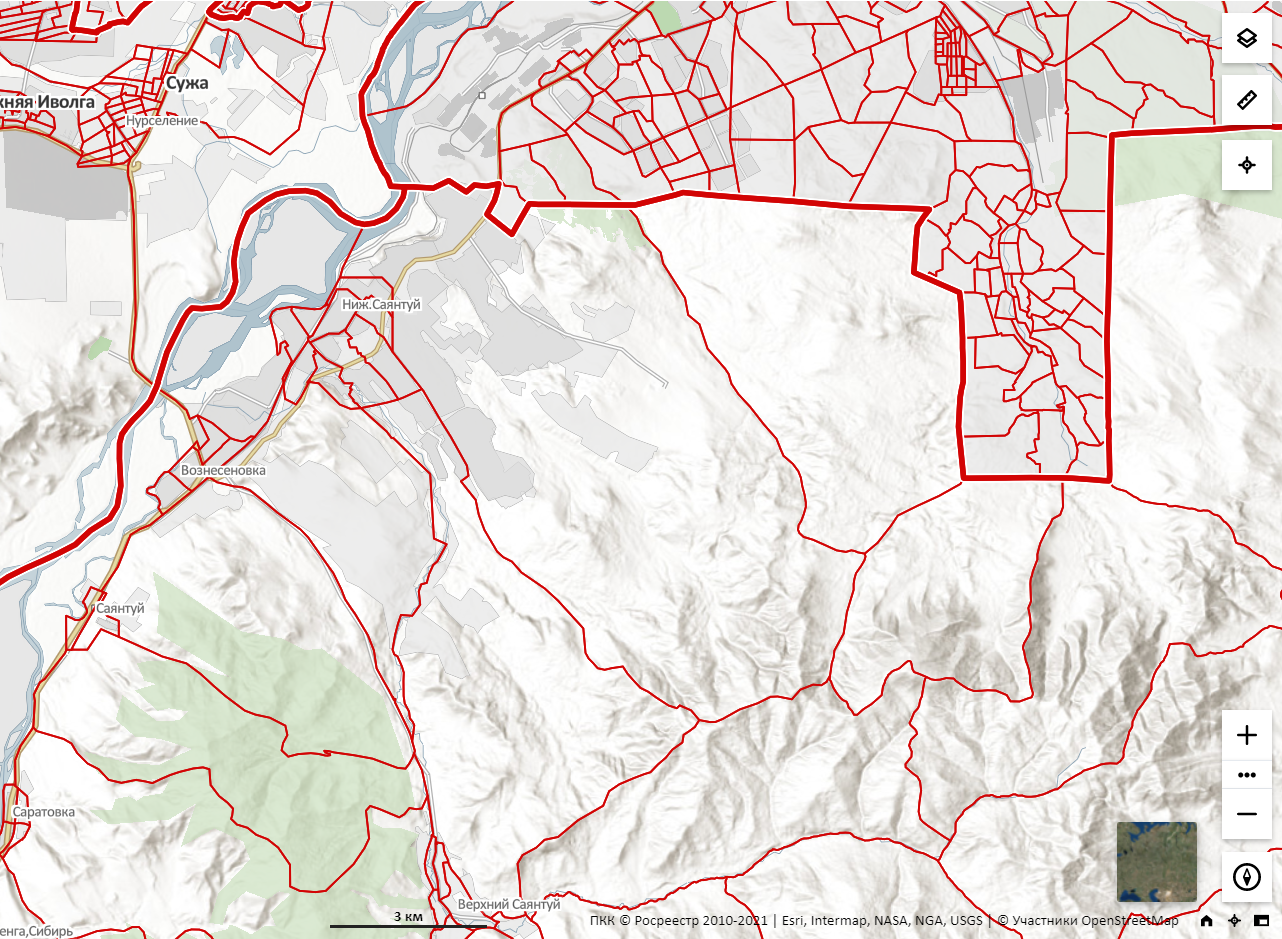 Сужа
хняя Иволга
Нурселение
Ниж.Саянтуй
Вознесеновка
Саянтуй
Саратовка
Верхний Саянтуй
3 км
ПКК © Росреестр 2010-2021 | Esri, Intermap, NASA, NGA, USGS | © Участники OpenStreetMap
енга,Сибирь